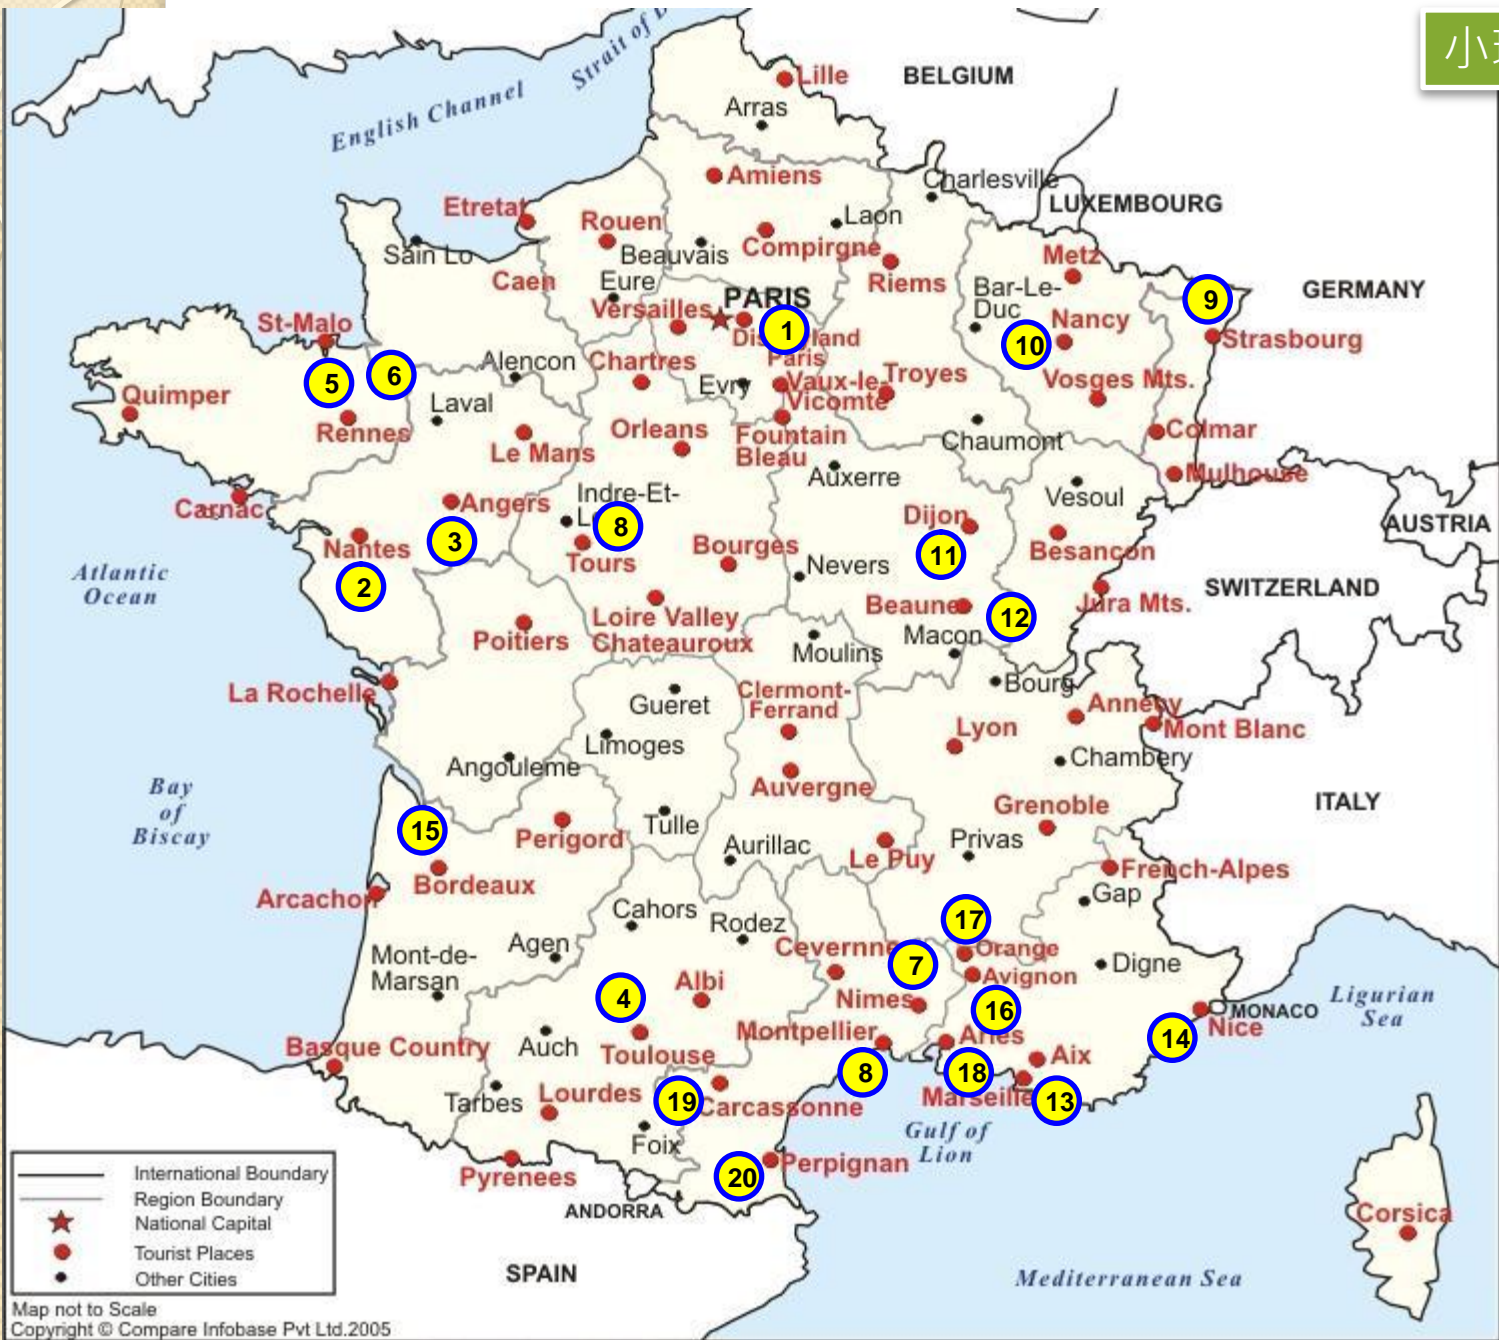 小
Strait of D
English Channel
Lille
BELGIUM
Arras
Amiens
Charlesville
LUXEMBOURG
Etretat
Rouen
Laon
Sain Lo
Beauvais
Compirgne
Metz
Caen
Eure
Riems
Bar-Le-
Duc
9
GERMANY
Versailles
PARIS
1
Nancy
St-Malo
Paris
10
Strasbourg
Alencon
Chartres
5
6
Evry
Vaux-le-
Vicomte
Troyes
Vosges Mts.
Quimper
Laval
Rennes
Le Mans
Orleans
Fountain
Bleau
Chaumont
Colmar
Auxerre
Mulhouse
Carnac
Angers
Indre-Et-
L
8
Vesoul
AUSTRIA
Nantes
3
Tours
Bourges
Dijon
11
Besancon
Atlantic
Ocean
2
Nevers
SWITZERLAND
Poitiers
Loire Valley
Chateauroux
Beaune
12
Jura Mts.
Macon
Moulins
La Rochelle
Gueret
Clermont-
Ferrand
Bourg
Annecy
Limoges
Lyon
Mont Blanc
Angouleme
Chambery
Bay
of
Biscay
Auvergne
ITALY
15
Perigord
Tulle
Grenoble
Aurillac
Privas
Le Puy
Bordeaux
French-Alpes
Arcachon
Gap
Cahors
Rodez
17
Agen
Mont-de-
Marsan
Cevernne
7
Orange
Avignon
Digne
4
Albi
Nimes
16
Ligurian
Sea
MONACO
Nice
Basque Country
Auch
Toulouse
Montpellier
Arles
14
Aix
8
18
Tarbes
Lourdes
19
Carcassonne
Marseille
13
Foix
Gulf of
Lion
Pyrenees
20
Perpignan
ANDORRA
Corsica
SPAIN
Mediterranean Sea
International Boundary
Region Boundary
National Capital
Tourist Places
Other Cities
Map not to Scale
Copyright © Compare Infobase Pvt Ltd.2005